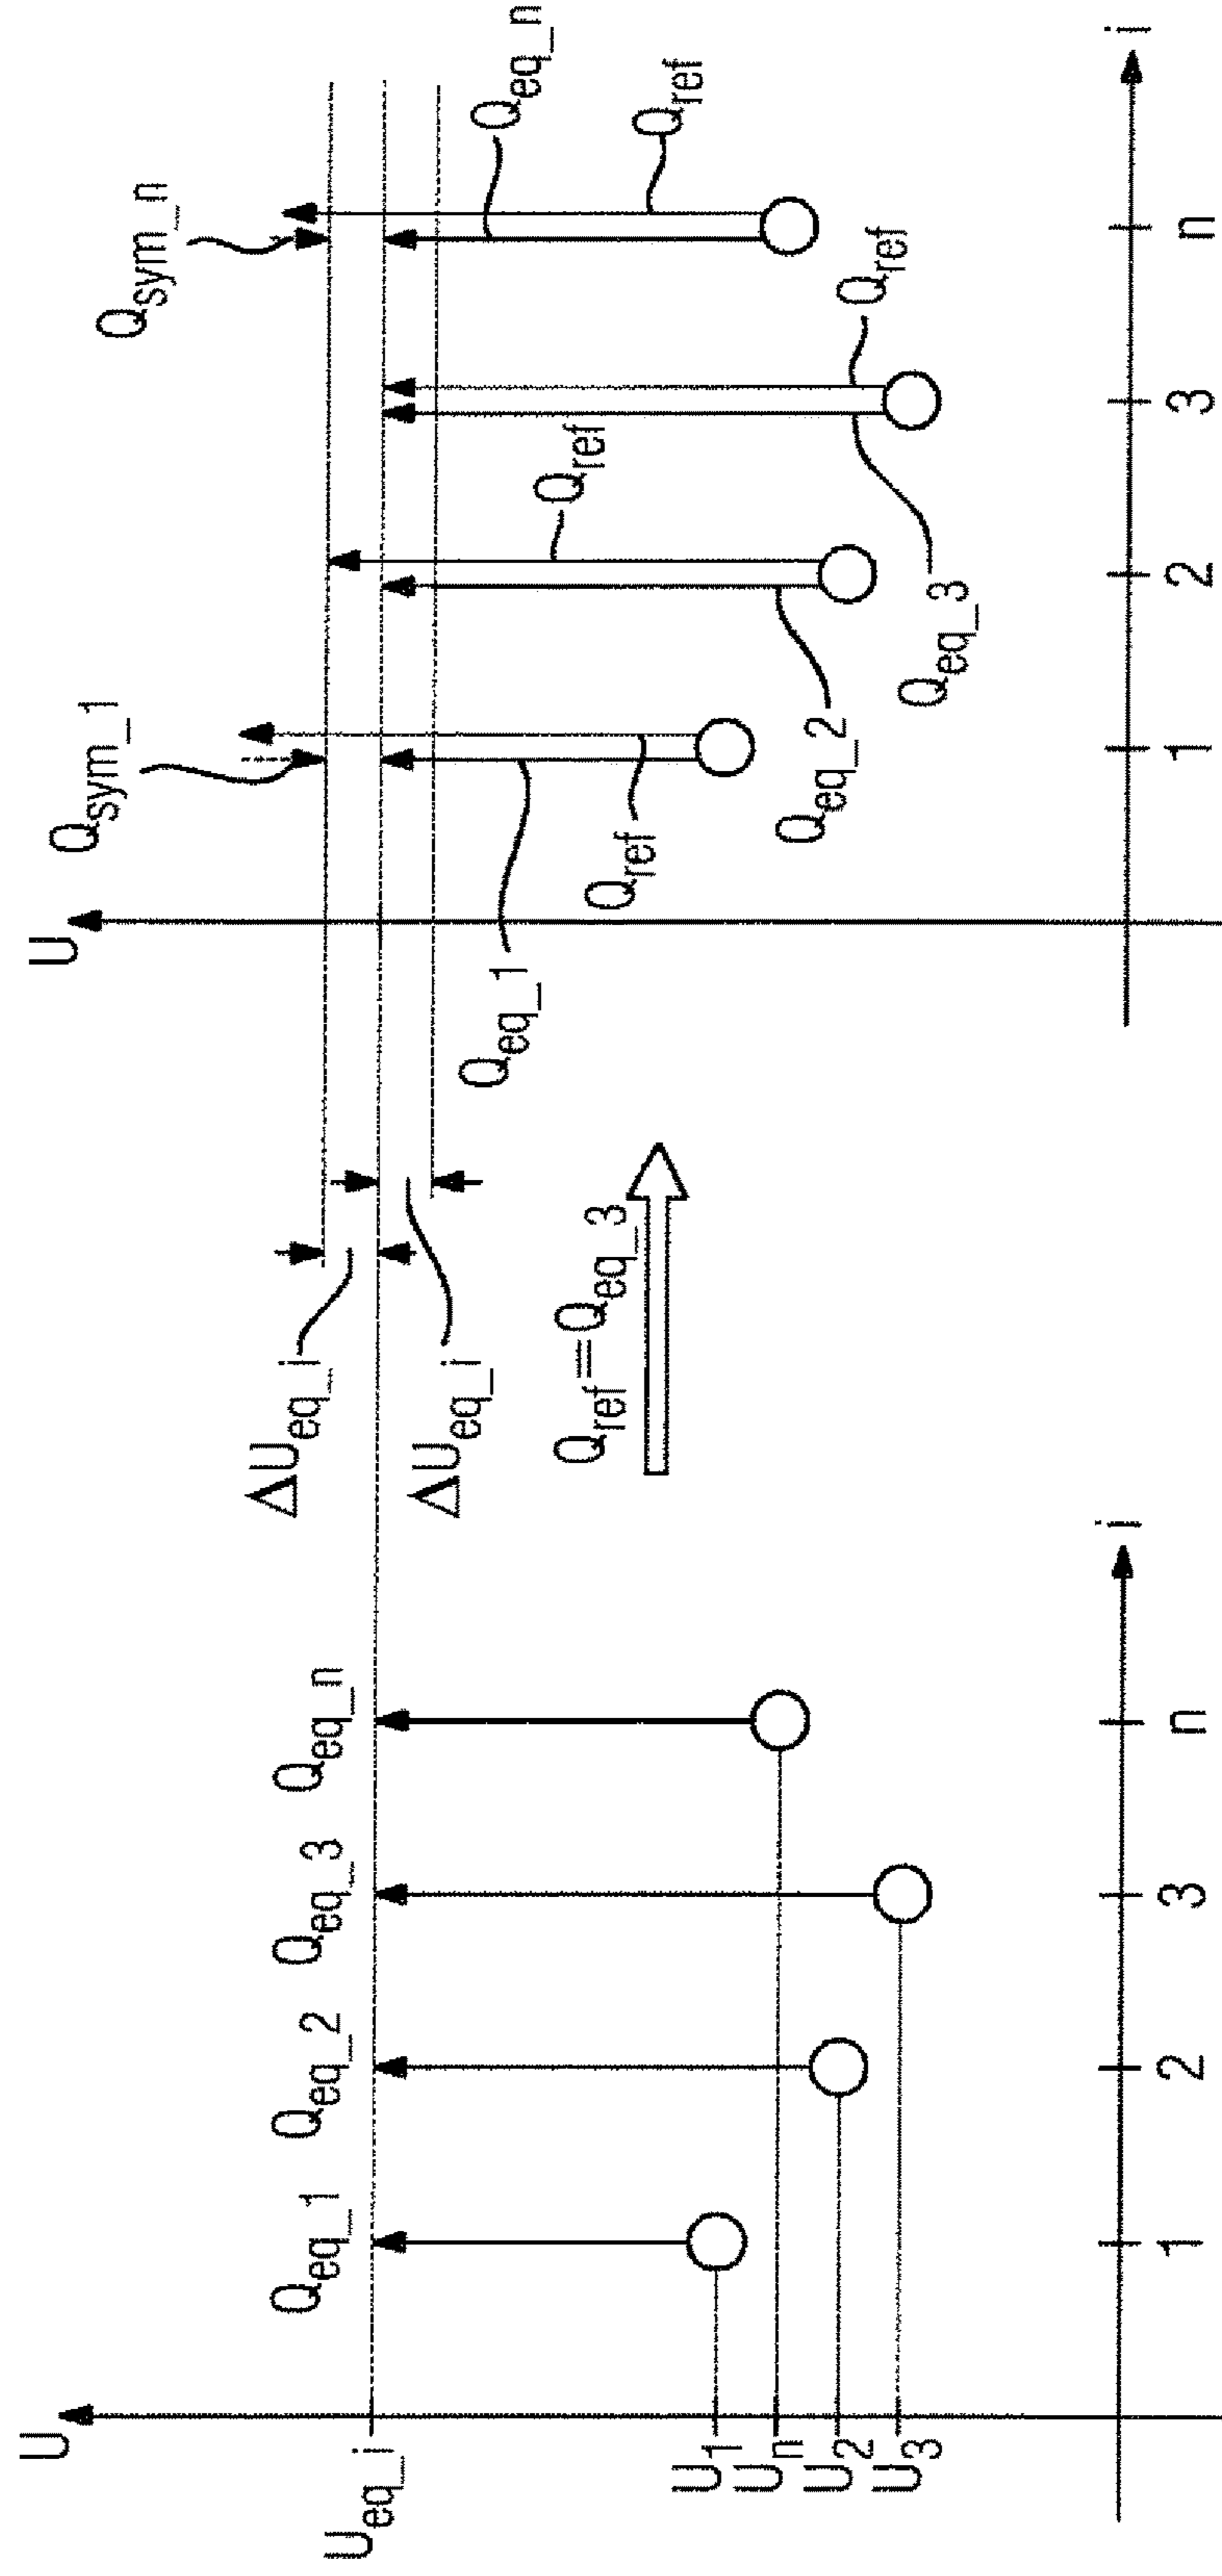 U
U_eq_i
U_1
U_n
U_2
U_3
Q_eq_1
Q_eq_2
Q_eq_3
Q_eq_n
1
2
3
n
i
ΔU_eq_i
ΔU_eq_i
Q_ref=Q_eq_3
U
Q_sym_1
Q_sym_n
Q_eq_1
Q_ref
Q_eq_2
Q_ref
Q_eq_3
Q_ref
Q_eq_n
Q_ref
1
2
3
n
i